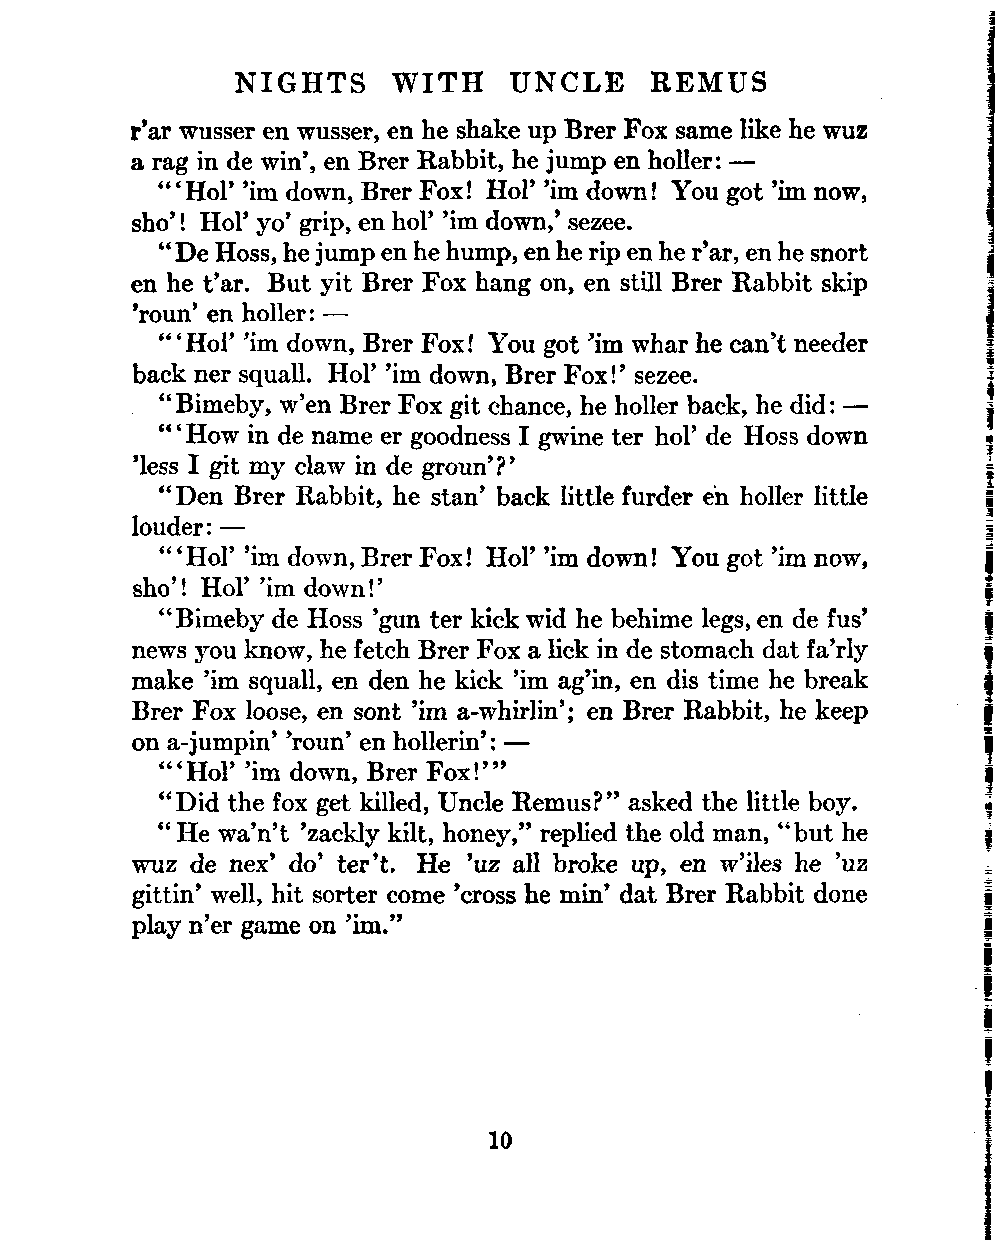 NIGHTS WITH UNCLE REMUS
r’ar wusser en wusser, en he shake up Brer Fox same like he wuz
a rag in de win’, en Brer Rabbit, he jump en holler: —
“‘Hol’ ’im down, Brer Fox! Hol’ ’im down! You got ’im now,
sho’! Hol’ yo’ grip, en hol’ ’im down,’ sezee.
“De Hoss, he jump en he hump, en he rip en he r’ar, en he snort
en he t’ar. But yit Brer Fox hang on, en still Brer Rabbit skip
’roun’ en holler: —
“‘Hol’ ’im down, Brer Fox! You got ’im whar he can’t needer
back ner squall. Hol’ ’im down, Brer Fox!’ sezee.
“Bimeby, w’en Brer Fox git chance, he holler back, he did: —
“‘How in de name er goodness I gwine ter hol’ de Hoss down
’less I git my claw in de groun’?’
“Den Brer Rabbit, he stan’ back little furder en holler little
louder: —
“‘Hol’ ’im down, Brer Fox! Hol’ ’im down! You got ’im now,
sho’! Hol’ ’im down!’
“Bimeby de Hoss ’gun ter kick wid he behime legs, en de fus’
news you know, he fetch Brer Fox a lick in de stomach dat fa’rly
make ’im squall, en den he kick ’im ag’in, en dis time he break
Brer Fox loose, en sont ’im a-whirlin’; en Brer Rabbit, he keep
on a-jumpin’ ’roun’ en hollerin’: —
“‘Hol’ ’im down, Brer Fox!’”
“Did the fox get killed, Uncle Remus?” asked the little boy.
“He wa’n’t ’zackly kilt, honey,” replied the old man, “but he
wuz de nex’ do’ ter’t. He ’uz all broke up, en w’iles he ’uz
gittin’ well, hit sorter come ’cross he min’ dat Brer Rabbit done
play n’er game on ’im.”
10